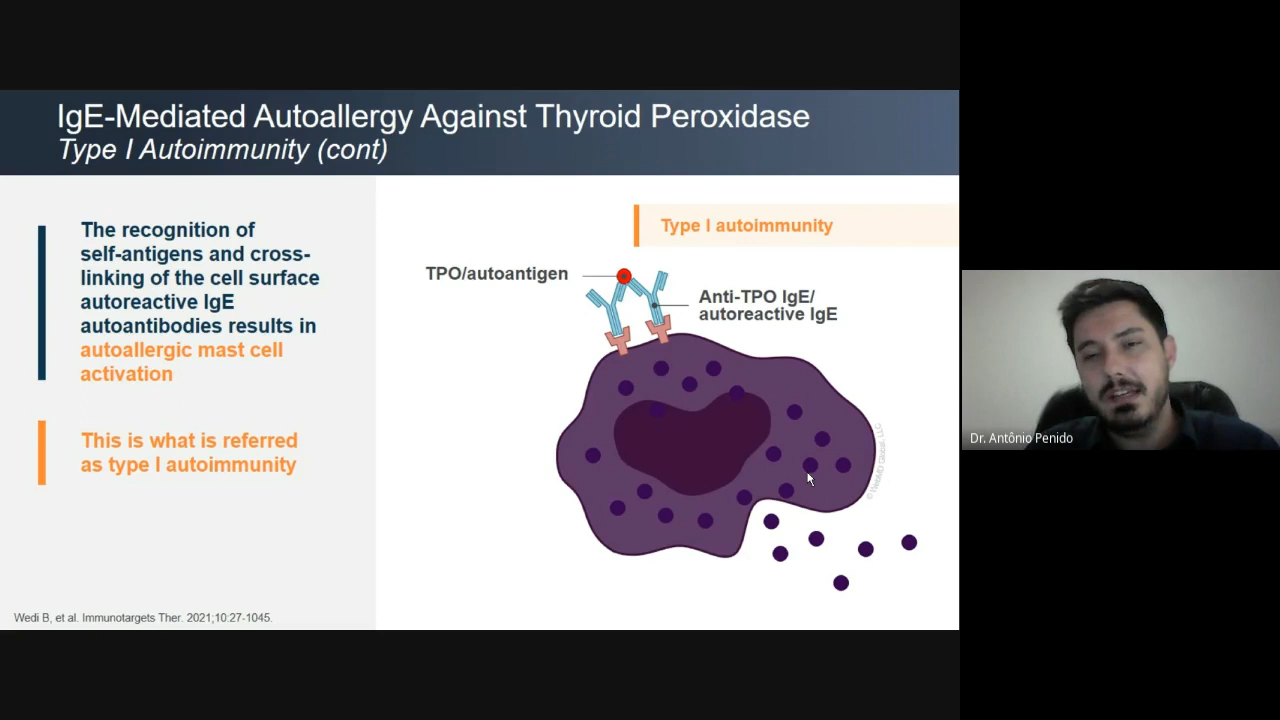 IgE-Mediated Autoallergy Against Thyroid Peroxidase
Type I Autoimmunity (cont)
The recognition of
self-antigens and cross-
linking of the cell surface
autoreactive IgE
autoantibodies results in
autoallergic mast cell
activation
This is what is referred
as type I autoimmunity
Wedi B, et al. Immunotargets Ther. 2021;10:27-1045.
Type I autoimmunity
TPO/autoantigen
Anti-TPO IgE/
autoreactive IgE
© WebMD Global, LLC
Dr. Antônio Penido